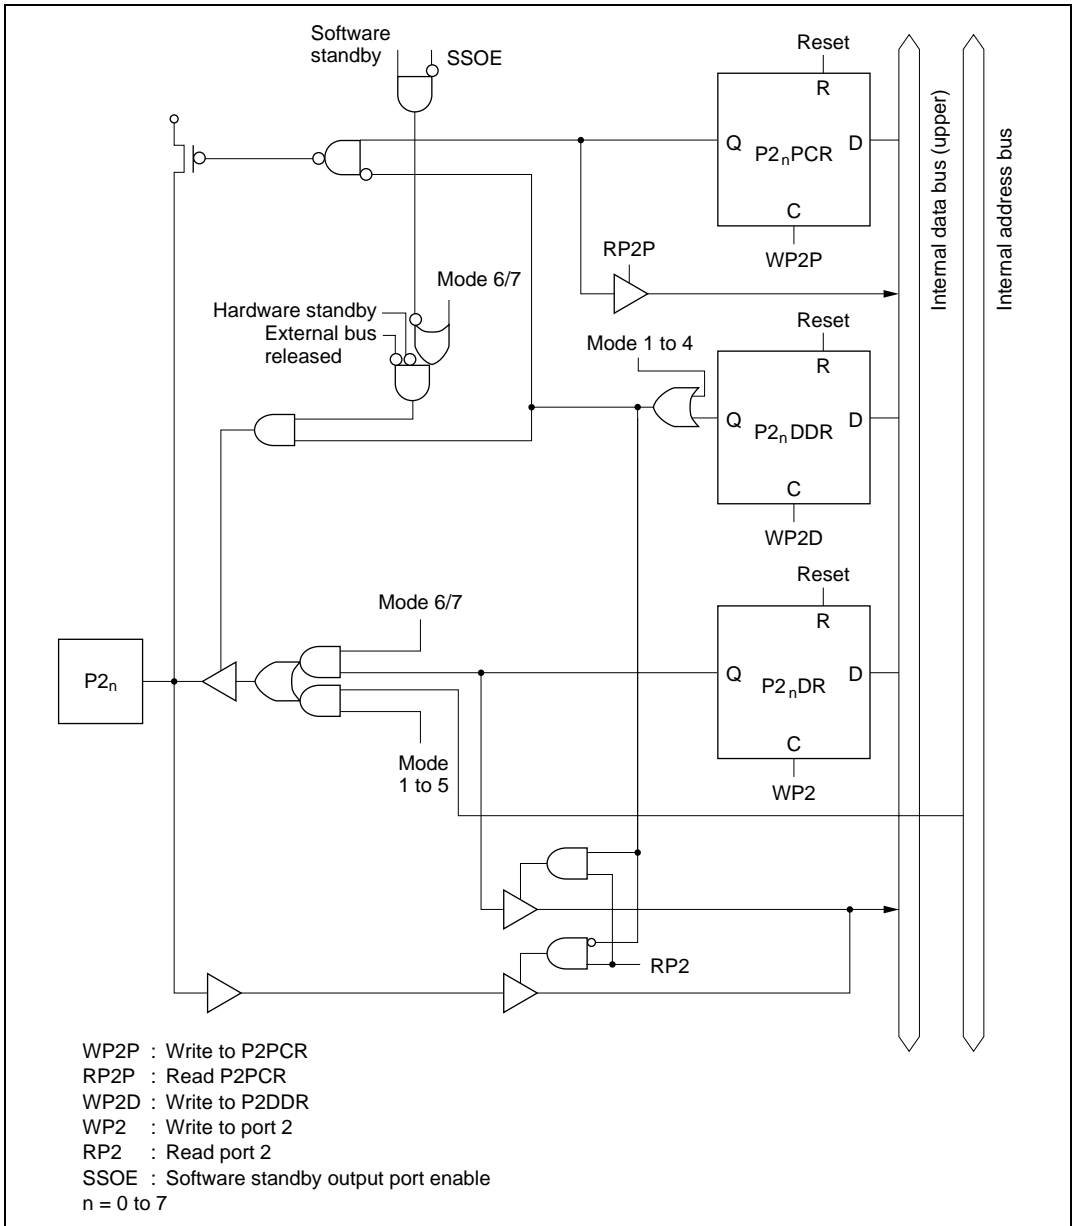 Software
standby
SSOE
Reset
R
Q
P2nPCR
D
C
WP2P
Internal data bus (upper)
Internal address bus
RP2P
Mode 6/7
Hardware standby
External bus
released
Mode 1 to 4
Reset
R
Q
P2nDDR
D
C
WP2D
Reset
R
Mode 6/7
P2n
Q
P2nDR
D
C
Mode
1 to 5
WP2
RP2
WP2P : Write to P2PCR
RP2P : Read P2PCR
WP2D : Write to P2DDR
WP2 : Write to port 2
RP2 : Read port 2
SSOE : Software standby output port enable
n = 0 to 7